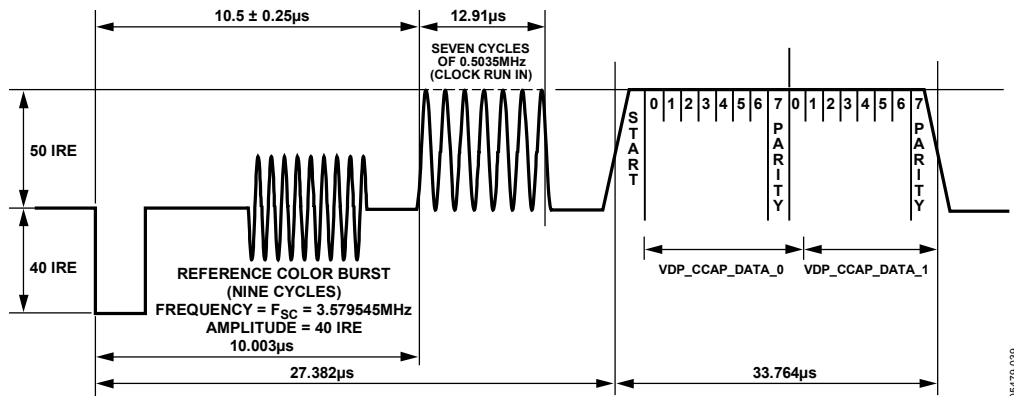 10.5 ± 0.25µs
12.91µs
SEVEN CYCLES
OF 0.5035MHz
(CLOCK RUN IN)
0 1 2 3 4 5 6 7 0 1 2 3 4 5 6 7
START
PARITY
PARITY
50 IRE
40 IRE
VDP_CCAP_DATA_0
VDP_CCAP_DATA_1
REFERENCE COLOR BURST
(NINE CYCLES)
FREQUENCY = FSC = 3.579545MHz
AMPLITUDE = 40 IRE
10.003µs
27.382µs
33.764µs
05479-039